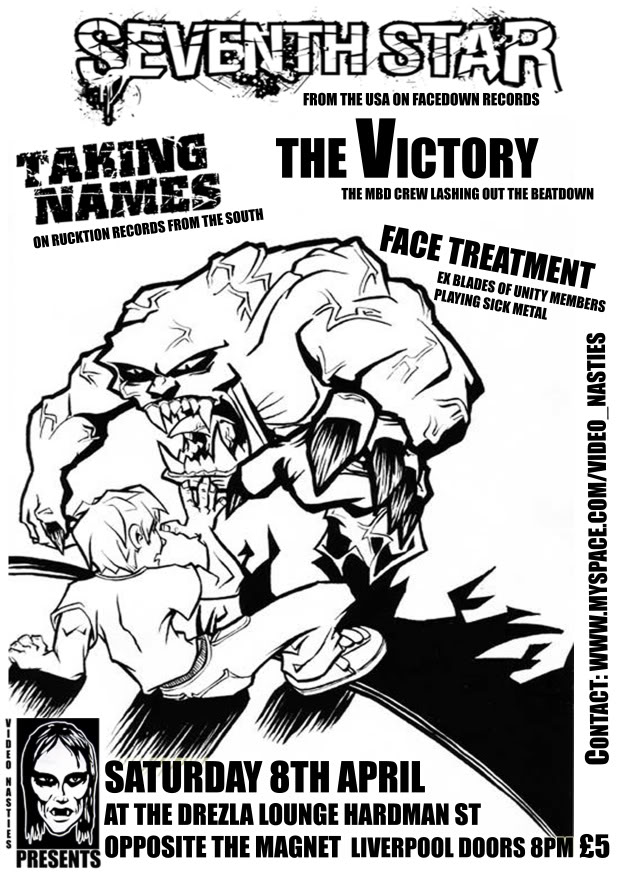 SEVENTH STAR
FROM THE USA ON FACEDOWN RECORDS
TAKING
NAMES
ON RUCKTION RECORDS FROM THE SOUTH
THE VICTORY
THE MBD CREW LASHING OUT THE BEATDOWN
FACE TREATMENT
EX BLADES OF UNITY MEMBERS
PLAYING SICK METAL
CONTACT: WWW.MYSPACE.COM/VIDEO_NASTIES
VIDEO NASTIES
PRESENTS
SATURDAY 8TH APRIL
AT THE DREZLA LOUNGE HARDMAN ST
OPPOSITE THE MAGNET LIVERPOOL DOORS 8PM £5